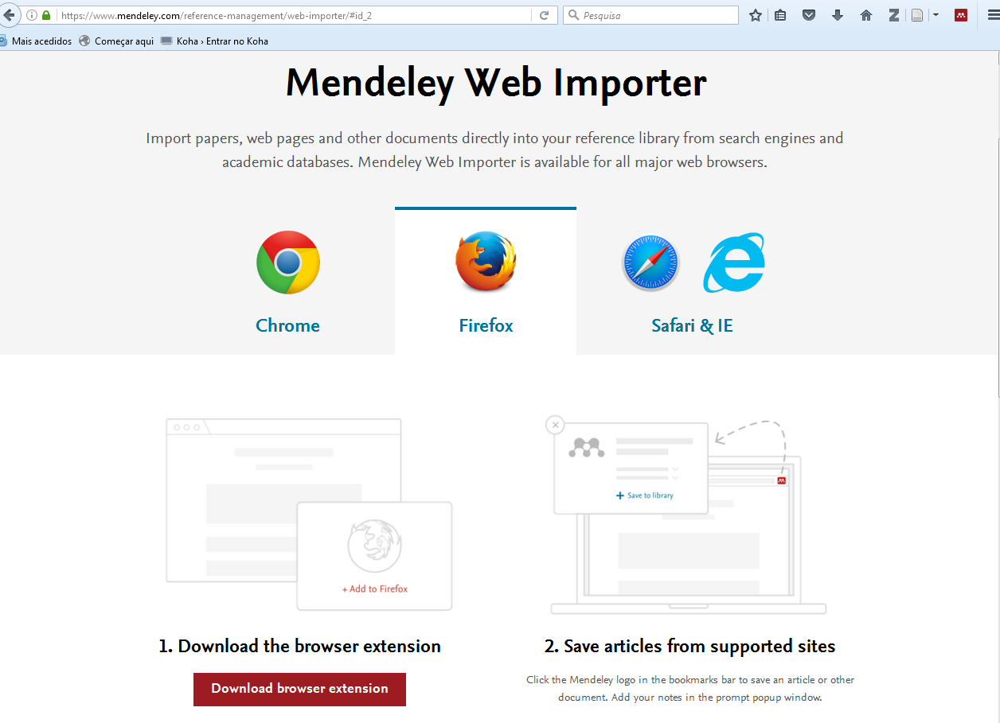 https://www.mendeley.com/reference-management/web-importer/#id_2
Pesquisa
Mais acedidos
Começar aqui
Koha › Entrar no Koha
Mendeley Web Importer
Import papers, web pages and other documents directly into your reference library from search engines and
academic databases. Mendeley Web Importer is available for all major web browsers.
Chrome
Firefox
Safari & IE
+ Add to Firefox
+ Save to library
1. Download the browser extension
Download browser extension
2. Save articles from supported sites
Click the Mendeley logo in the bookmarks bar to save an article or other
document. Add your notes in the prompt popup window.